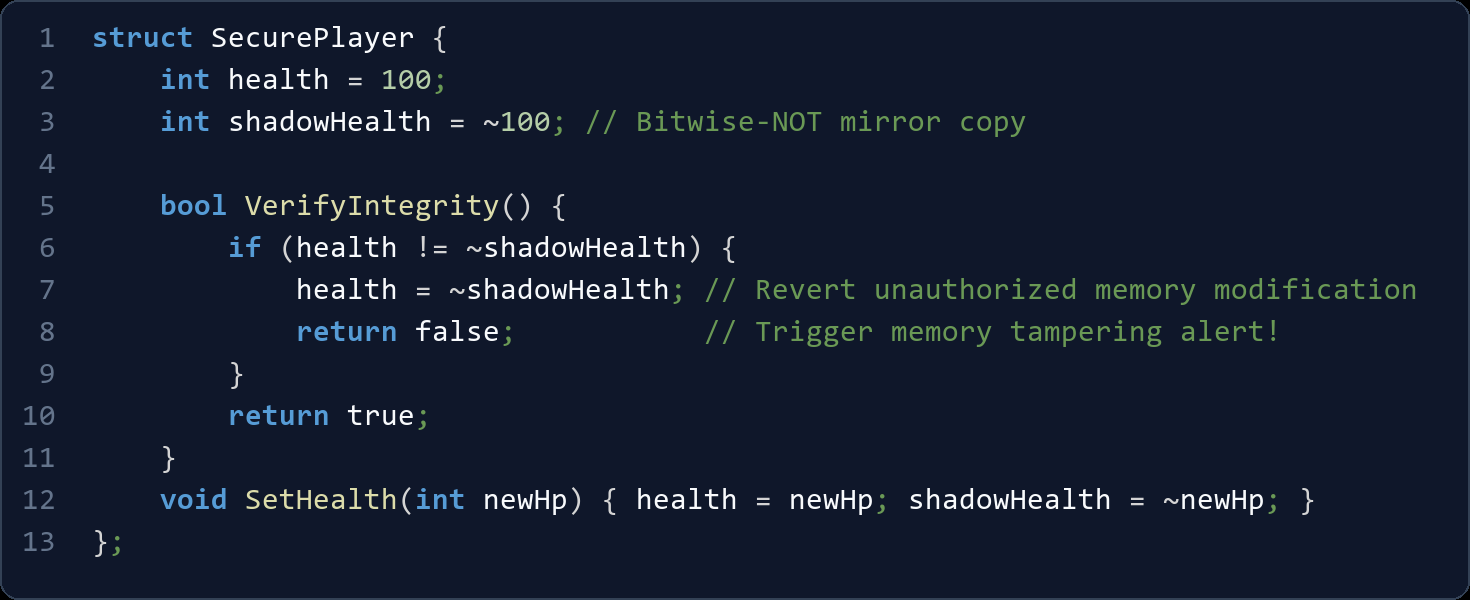 1 struct SecurePlayer {
2     int health = 100;
3     int shadowHealth = ~100; // Bitwise-NOT mirror copy
4
5     bool VerifyIntegrity() {
6         if (health != ~shadowHealth) {
7             health = ~shadowHealth; // Revert unauthorized memory modification
8             return false;           // Trigger memory tampering alert!
9         }
10         return true;
11     }
12     void SetHealth(int newHp) { health = newHp; shadowHealth = ~newHp; }
13 };